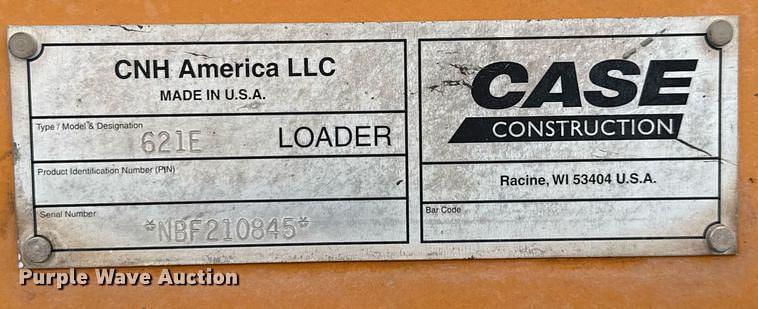 CNH America LLC
MADE IN U.S.A.
Type / Model & Designation
621E LOADER
Product Identification Number (PIN)
Serial Number
*NBF210845*
CASE
CONSTRUCTION
Racine, WI 53404 U.S.A.
Bar Code
Purple Wave Auction